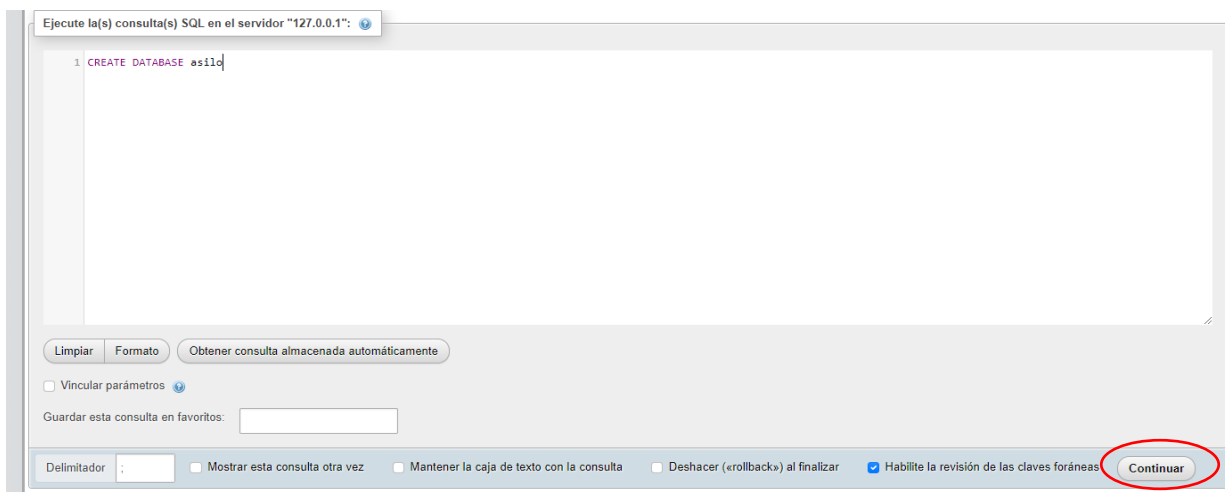 Ejecute la(s) consulta(s) SQL en el servidor "127.0.0.1":
1 CREATE DATABASE asilo
Limpiar Formato Obtener consulta almacenada automáticamente
Vincular parámetros
Guardar esta consulta en favoritos:
Delimitador ; Mostrar esta consulta otra vez Mantener la caja de texto con la consulta Deshacer («rollback») al finalizar Habilite la revisión de las claves foráneas Continuar